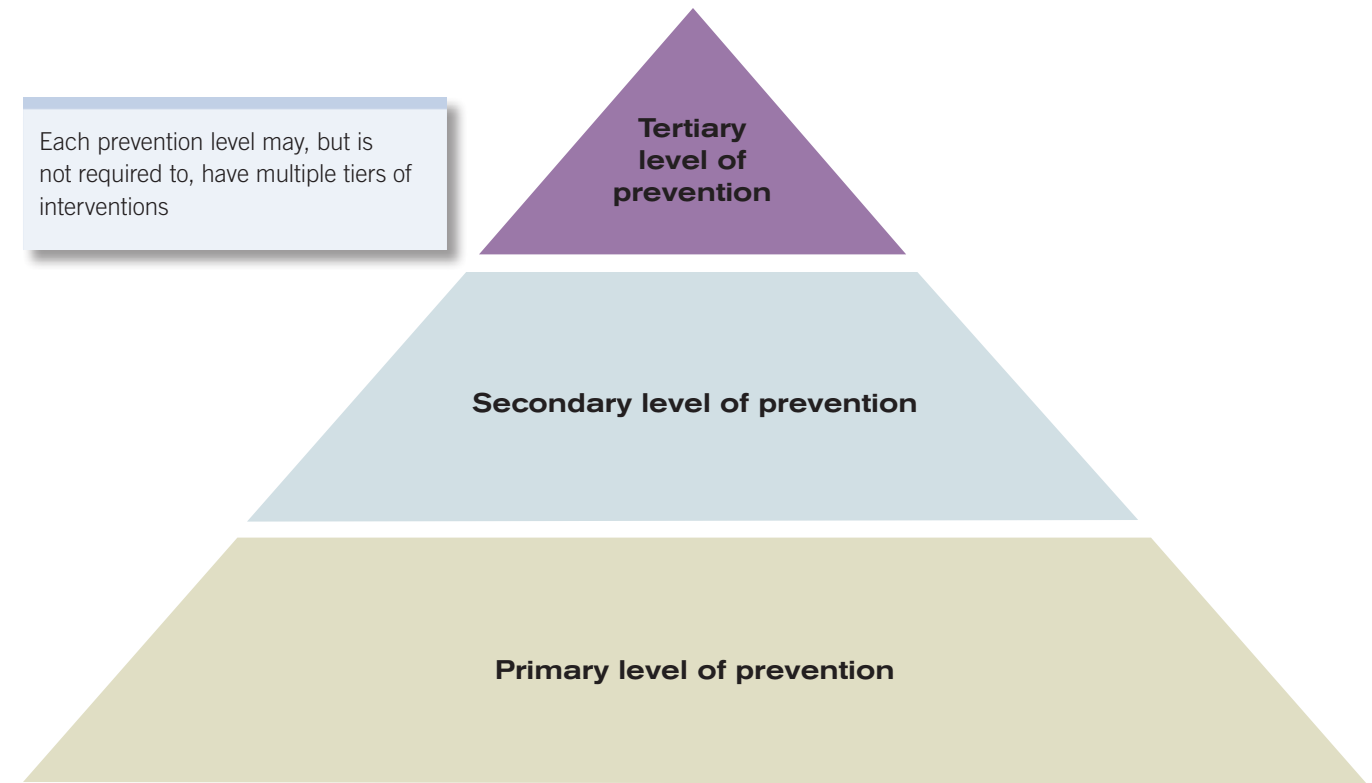 Tertiary
level of
prevention
Each prevention level may, but is
not required to, have multiple tiers of
interventions
Secondary level of prevention
Primary level of prevention